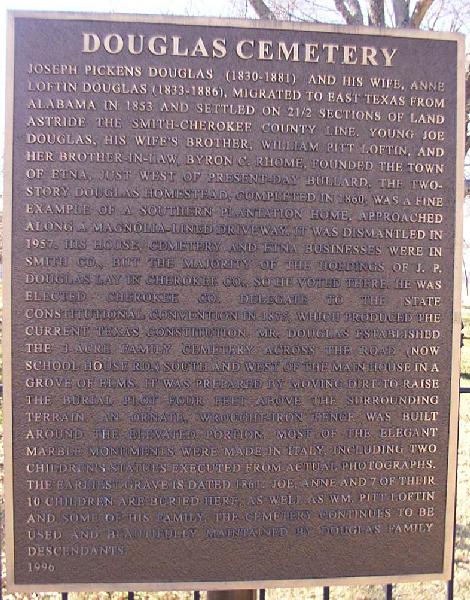 DOUGLAS CEMETERY
JOSEPH PICKENS DOUGLAS (1830-1881) AND HIS WIFE, ANNE
LOFTIN DOUGLAS (1833-1886), MIGRATED TO EAST TEXAS FROM
ALABAMA IN 1853 AND SETTLED ON 21/2 SECTIONS OF LAND
ASTRIDE THE SMITH-CHEROKEE COUNTY LINE. YOUNG JOE
DOUGLAS, HIS WIFE'S BROTHER, WILLIAM PITT LOFTIN, AND
HER BROTHER-IN-LAW, BYRON C. RHOME, FOUNDED THE TOWN
OF ETNA, JUST WEST OF PRESENT-DAY BULLARD. THE TWO-
STORY DOUGLAS HOMESTEAD, COMPLETED IN 1860, WAS A FINE
EXAMPLE OF A SOUTHERN PLANTATION HOME, APPROACHED
ALONG A MAGNOLIA-LINED DRIVEWAY. IT WAS DISMANTLED IN
1957. HIS HOUSE, CEMETERY AND ETNA BUSINESSES WERE IN
SMITH CO., BUT THE MAJORITY OF THE HOLDINGS OF J. P.
DOUGLAS LAY IN CHEROKEE CO., SO HE VOTED THERE. HE WAS
ELECTED CHEROKEE CO. DELEGATE TO THE STATE
CONSTITUTIONAL CONVENTION IN 1875, WHICH PRODUCED THE
CURRENT TEXAS CONSTITUTION. MR. DOUGLAS ESTABLISHED
THE 3-ACRE FAMILY CEMETERY ACROSS THE ROAD (NOW
SCHOOL HOUSE RD.) SOUTH AND WEST OF THE MAIN HOUSE IN A
GROVE OF ELMS. IT WAS PREPARED BY MOVING DIRT TO RAISE
THE BURIAL PLOT FOUR FEET ABOVE THE SURROUNDING
TERRAIN. AN ORNATE, WROUGHT-IRON FENCE WAS BUILT
AROUND THE ELEVATED PORTION. MOST OF THE ELEGANT
MARBLE MONUMENTS WERE MADE IN ITALY, INCLUDING TWO
CHILDREN'S STATUES EXECUTED FROM ACTUAL PHOTOGRAPHS.
THE EARLIEST GRAVE IS DATED 1861. JOE, ANNE AND 7 OF THEIR
10 CHILDREN ARE BURIED HERE, AS WELL AS WM. PITT LOFTIN
AND SOME OF HIS FAMILY. THE CEMETERY CONTINUES TO BE
USED AND BEAUTIFULLY MAINTAINED BY DOUGLAS FAMILY
DESCENDANTS.
1996